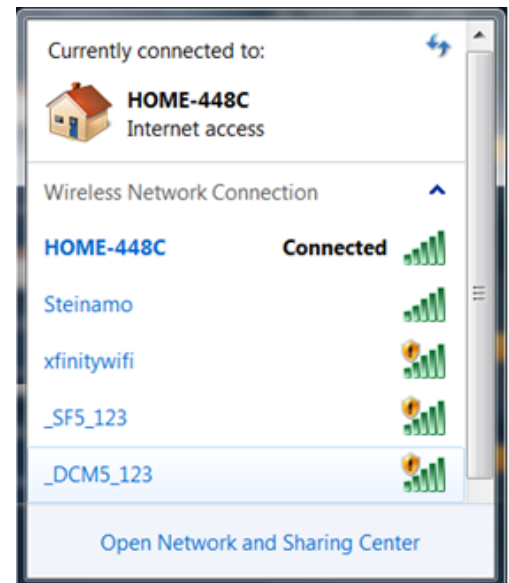 Currently connected to:
HOME-448C
Internet access
Wireless Network Connection
HOME-448C Connected
Steinamo
xfinitywifi
_SF5_123
_DCM5_123
Open Network and Sharing Center